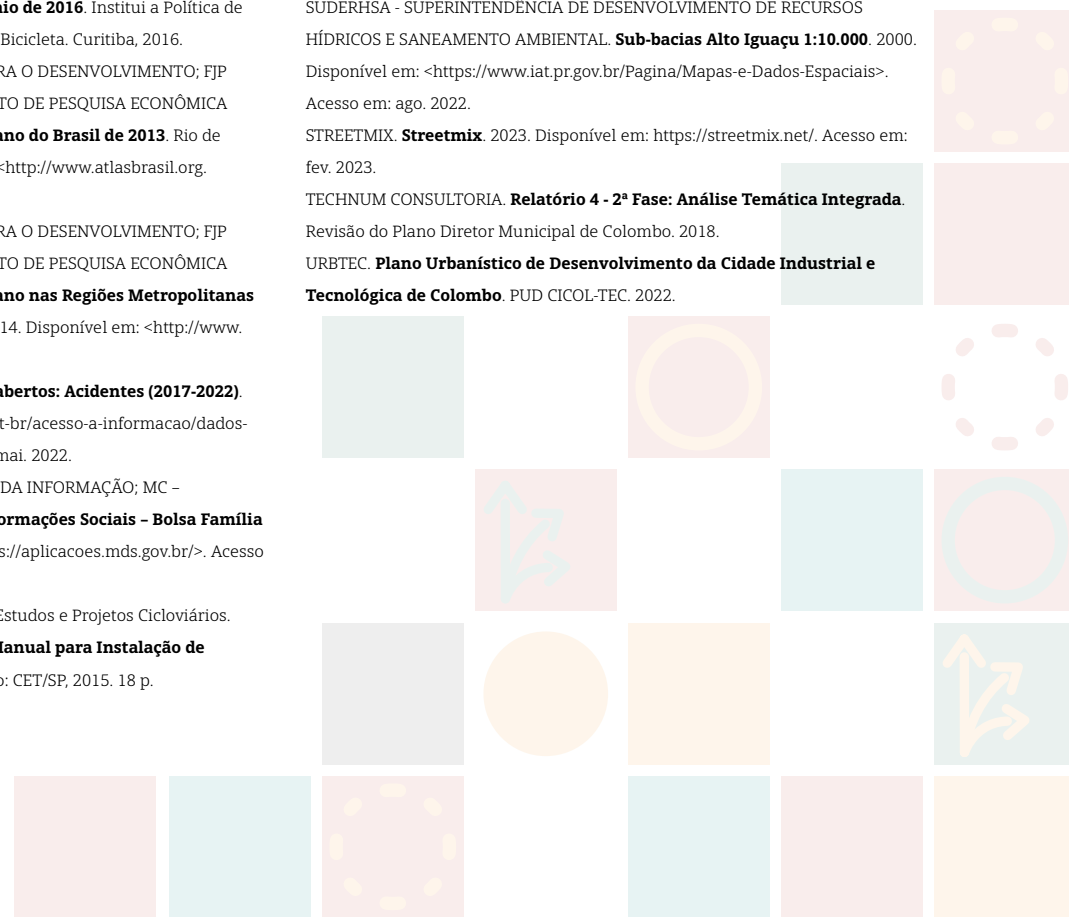 io de 2016. Institui a Política de
Bicicleta. Curitiba, 2016.
RA O DESENVOLVIMENTO; FJP
TO DE PESQUISA ECONÔMICA
ano do Brasil de 2013. Rio de
<http://www.atlasbrasil.org.
RA O DESENVOLVIMENTO; FJP
TO DE PESQUISA ECONÔMICA
ano nas Regiões Metropolitanas
14. Disponível em: <http://www.
abertos: Acidentes (2017-2022).
t-br/acesso-a-informacao/dados-
mai. 2022.
DA INFORMAÇÃO; MC –
ormações Sociais – Bolsa Família
s://aplicacoes.mds.gov.br/>. Acesso
Estudos e Projetos Cicloviários.
Manual para Instalação de
o: CET/SP, 2015. 18 p.
SUDERHSA - SUPERINTENDÊNCIA DE DESENVOLVIMENTO DE RECURSOS
HÍDRICOS E SANEAMENTO AMBIENTAL. Sub-bacias Alto Iguaçu 1:10.000. 2000.
Disponível em: <https://www.iat.pr.gov.br/Pagina/Mapas-e-Dados-Espaciais>.
Acesso em: ago. 2022.
STREETMIX. Streetmix. 2023. Disponível em: https://streetmix.net/. Acesso em:
fev. 2023.
TECHNUM CONSULTORIA. Relatório 4 - 2ª Fase: Análise Temática Integrada.
Revisão do Plano Diretor Municipal de Colombo. 2018.
URBTEC. Plano Urbanístico de Desenvolvimento da Cidade Industrial e
Tecnológica de Colombo. PUD CICOL-TEC. 2022.